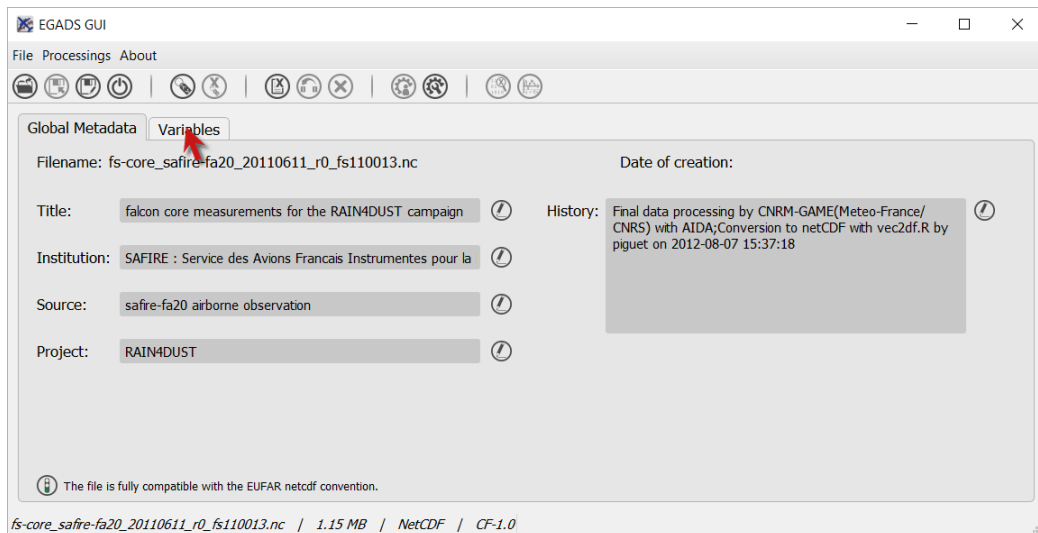 EGADS GUI
File Processings About
Global Metadata Variables
Filename: fs-core_safire-fa20_20110611_r0_fs110013.nc Date of creation:
Title: falcon core measurements for the RAIN4DUST campaign
History: Final data processing by CNRM-GAME(Meteo-France/
CNRS) with AIDA;Conversion to netCDF with vec2df.R by
piguet on 2012-08-07 15:37:18
Institution: SAFIRE : Service des Avions Francais Instrumentes pour la
Source: safire-fa20 airborne observation
Project: RAIN4DUST
The file is fully compatible with the EUFAR netcdf convention.
fs-core_safire-fa20_20110611_r0_fs110013.nc | 1.15 MB | NetCDF | CF-1.0